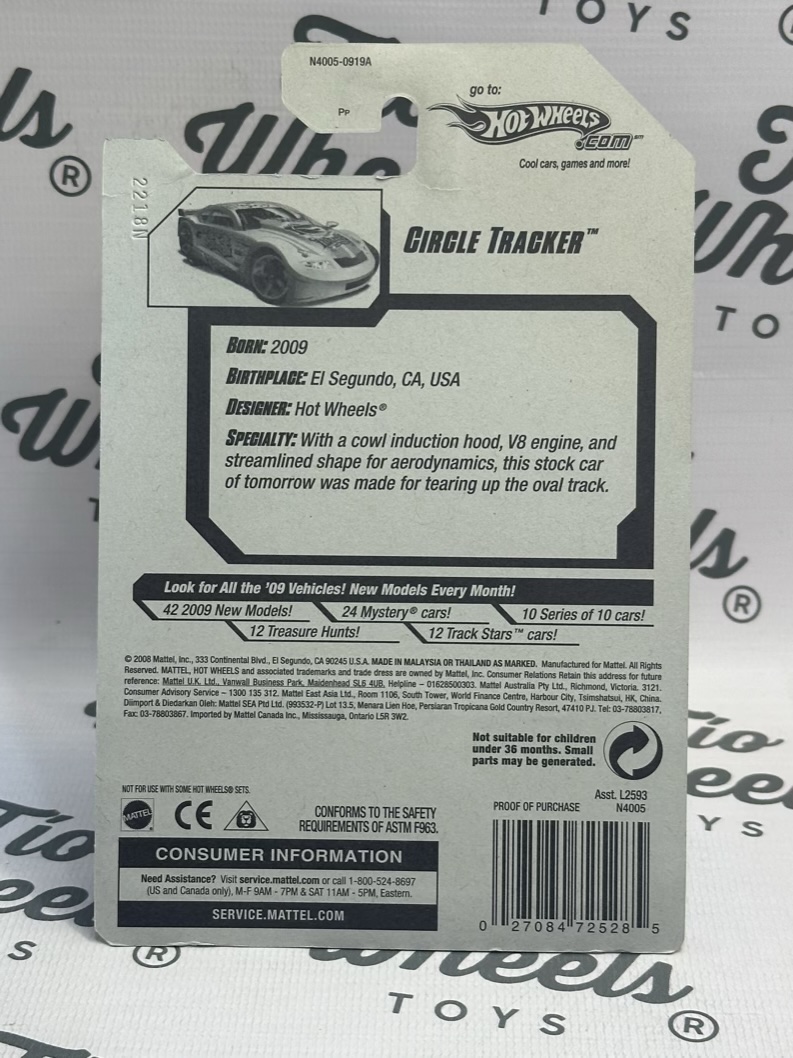 TOYS
N4005-0919A
PP
go to:
HOT WHEELS
.COM℠
Cool cars, games and more!
2218N
CIRCLE TRACKER™
BORN: 2009
BIRTHPLACE: El Segundo, CA, USA
DESIGNER: Hot Wheels®
SPECIALTY: With a cowl induction hood, V8 engine, and
streamlined shape for aerodynamics, this stock car
of tomorrow was made for tearing up the oval track.
Look for All the '09 Vehicles! New Models Every Month!
42 2009 New Models! 24 Mystery® cars! 10 Series of 10 cars!
12 Treasure Hunts! 12 Track Stars™ cars!
© 2008 Mattel, Inc., 333 Continental Blvd., El Segundo, CA 90245 U.S.A. MADE IN MALAYSIA OR THAILAND AS MARKED. Manufactured for Mattel. All Rights
Reserved. MATTEL, HOT WHEELS and associated trademarks and trade dress are owned by Mattel, Inc. Consumer Relations Retain this address for future
reference: Mattel U.K. Ltd., Vanwall Business Park, Maidenhead SL6 4UB. Helpline – 01628500303. Mattel Australia Pty Ltd., Richmond, Victoria. 3121.
Consumer Advisory Service – 1300 135 312. Mattel East Asia Ltd., Room 1106, South Tower, World Finance Centre, Harbour City, Tsimshatsui, HK, China.
Diimport & Diedarkan Oleh: Mattel SEA Ptd Ltd. (993532-P) Lot 13.5, Menara Lien Hoe, Persiaran Tropicana Gold Country Resort, 47410 PJ. Tel: 03-78803817,
Fax: 03-78803867. Imported by Mattel Canada Inc., Mississauga, Ontario L5R 3W2.
Not suitable for children
under 36 months. Small
parts may be generated.
NOT FOR USE WITH SOME HOT WHEELS® SETS.
MATTEL
CE
CONFORMS TO THE SAFETY
REQUIREMENTS OF ASTM F963.
Asst. L2593
PROOF OF PURCHASE N4005
CONSUMER INFORMATION
Need Assistance? Visit service.mattel.com or call 1-800-524-8697
(US and Canada only), M-F 9AM - 7PM & SAT 11AM - 5PM, Eastern.
SERVICE.MATTEL.COM
0 27084 72528 5
Wheels
TOYS ®